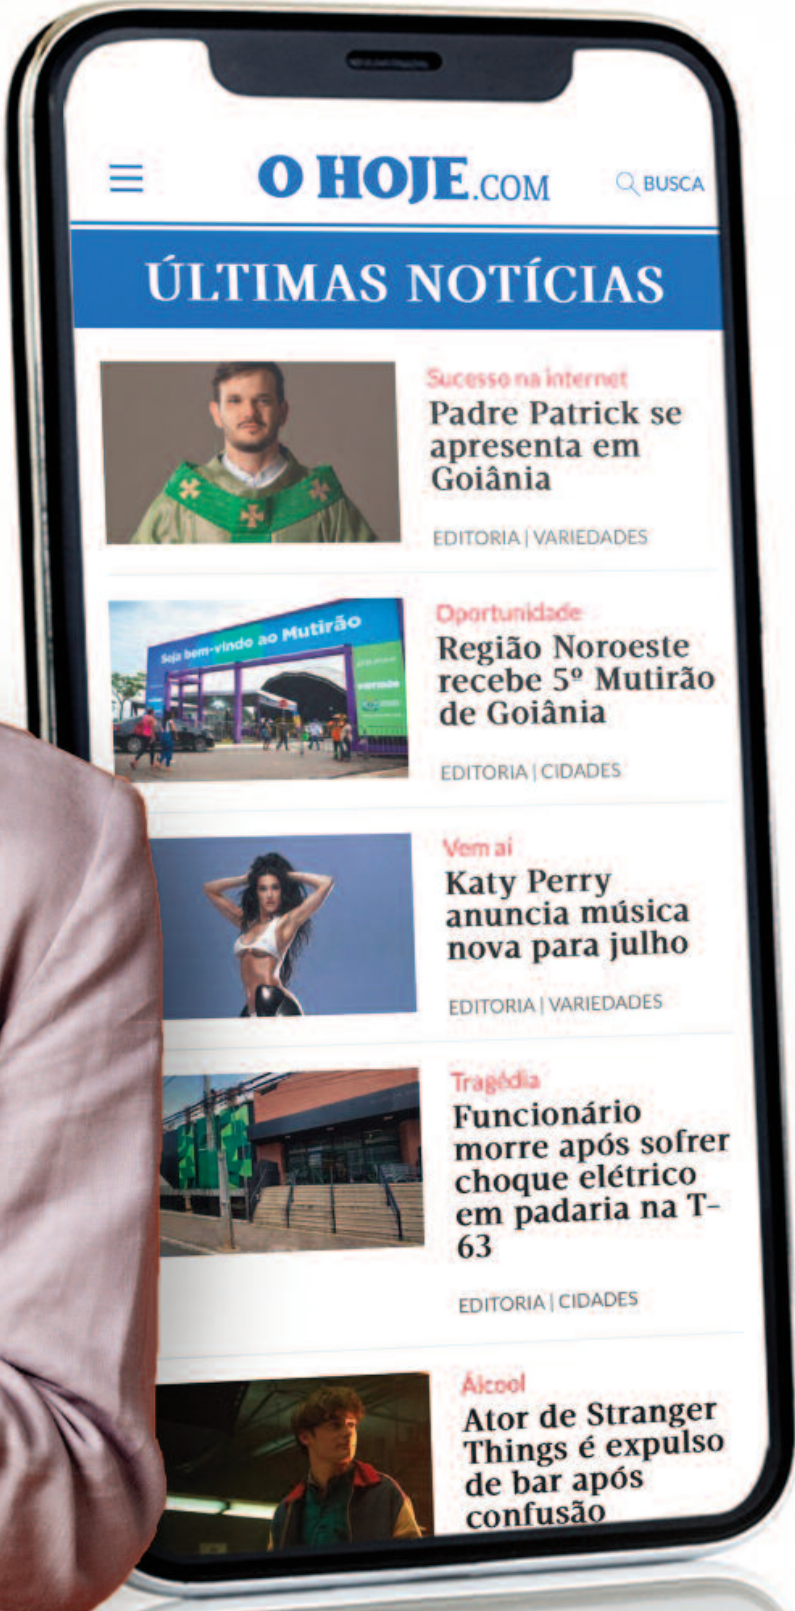 O HOJE.COM
BUSCA
ÚLTIMAS NOTÍCIAS
Sucesso na internet
Padre Patrick se
apresenta em
Goiânia
EDITORIA | VARIEDADES
Seja bem-vindo ao Mutirão
Oportunidade
Região Noroeste
recebe 5º Mutirão
de Goiânia
EDITORIA | CIDADES
Vem aí
Katy Perry
anuncia música
nova para julho
EDITORIA | VARIEDADES
Tragédia
Funcionário
morre após sofrer
choque elétrico
em padaria na T-
63
EDITORIA | CIDADES
Álcool
Ator de Stranger
Things é expulso
de bar após
confusão